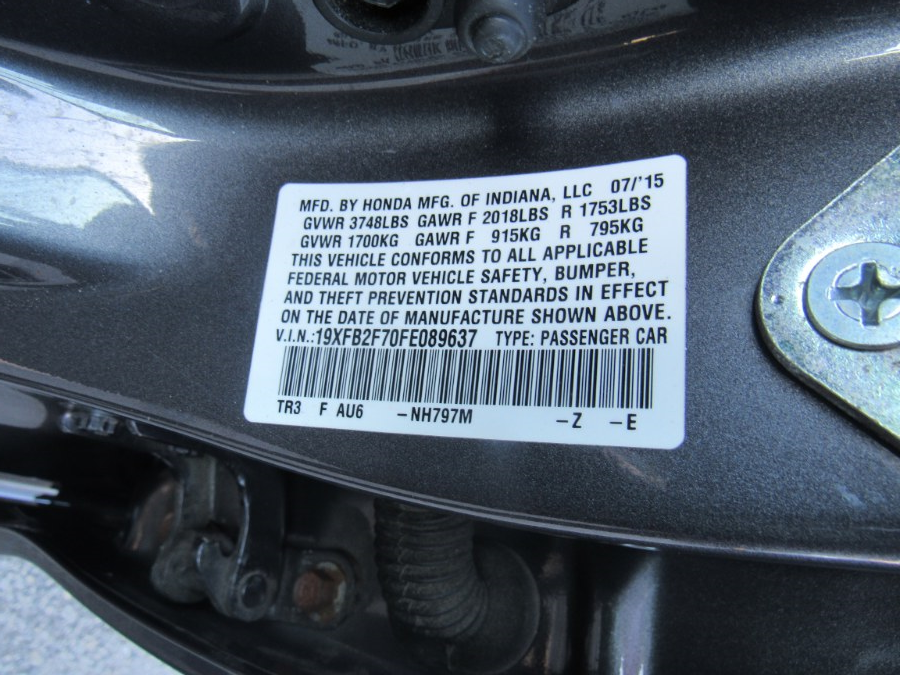 MFD. BY HONDA MFG. OF INDIANA, LLC 07/'15
GVWR 3748LBS GAWR F 2018LBS R 1753LBS
GVWR 1700KG GAWR F 915KG R 795KG
THIS VEHICLE CONFORMS TO ALL APPLICABLE
FEDERAL MOTOR VEHICLE SAFETY, BUMPER,
AND THEFT PREVENTION STANDARDS IN EFFECT
ON THE DATE OF MANUFACTURE SHOWN ABOVE.
V.I.N.:19XFB2F70FE089637 TYPE: PASSENGER CAR
TR3 F AU6 -NH797M -Z -E